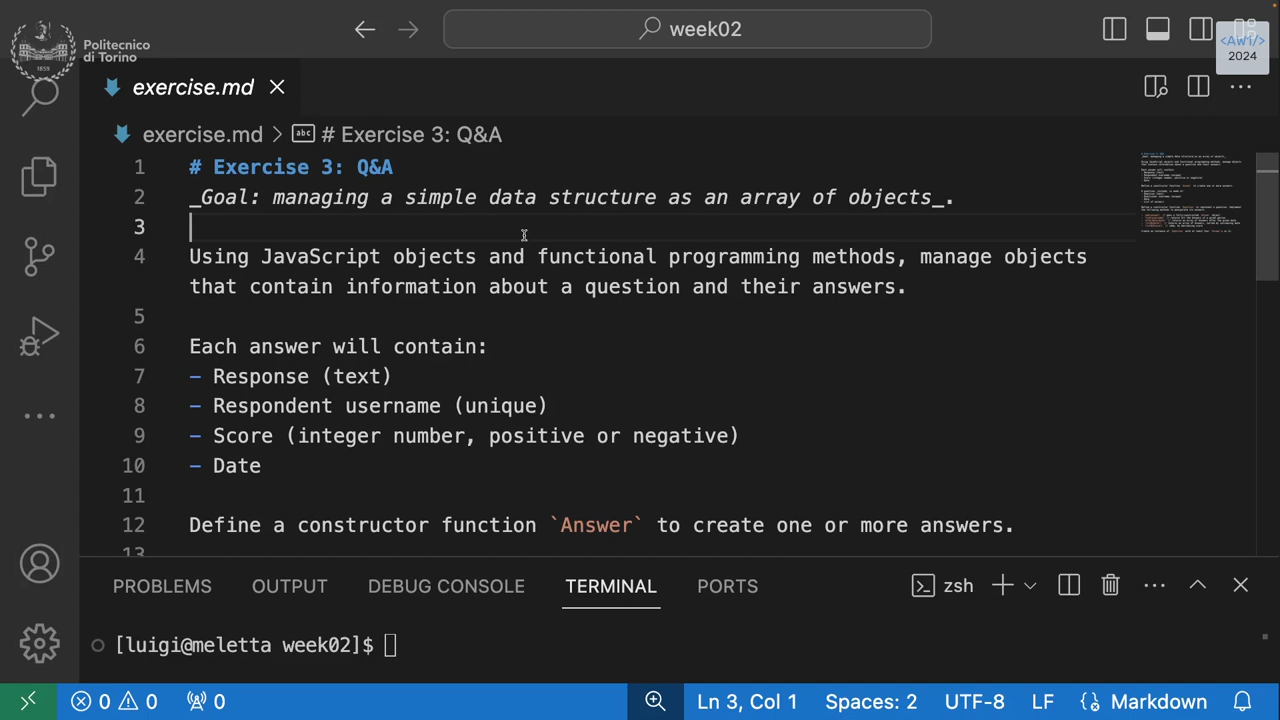 Politecnico
di Torino
1859
week02
<AW1/>
2024
exercise.md
exercise.md > abc # Exercise 3: Q&A
1 # Exercise 3: Q&A
2 _Goal: managing a simple data structure as an array of objects_.
3
4 Using JavaScript objects and functional programming methods, manage objects
that contain information about a question and their answers.
5
6 Each answer will contain:
7 - Response (text)
8 - Respondent username (unique)
9 - Score (integer number, positive or negative)
10 - Date
11
12 Define a constructor function `Answer` to create one or more answers.
13
PROBLEMS OUTPUT DEBUG CONSOLE TERMINAL PORTS zsh
[luigi@meletta week02]$
0 0 0 Ln 3, Col 1 Spaces: 2 UTF-8 LF Markdown